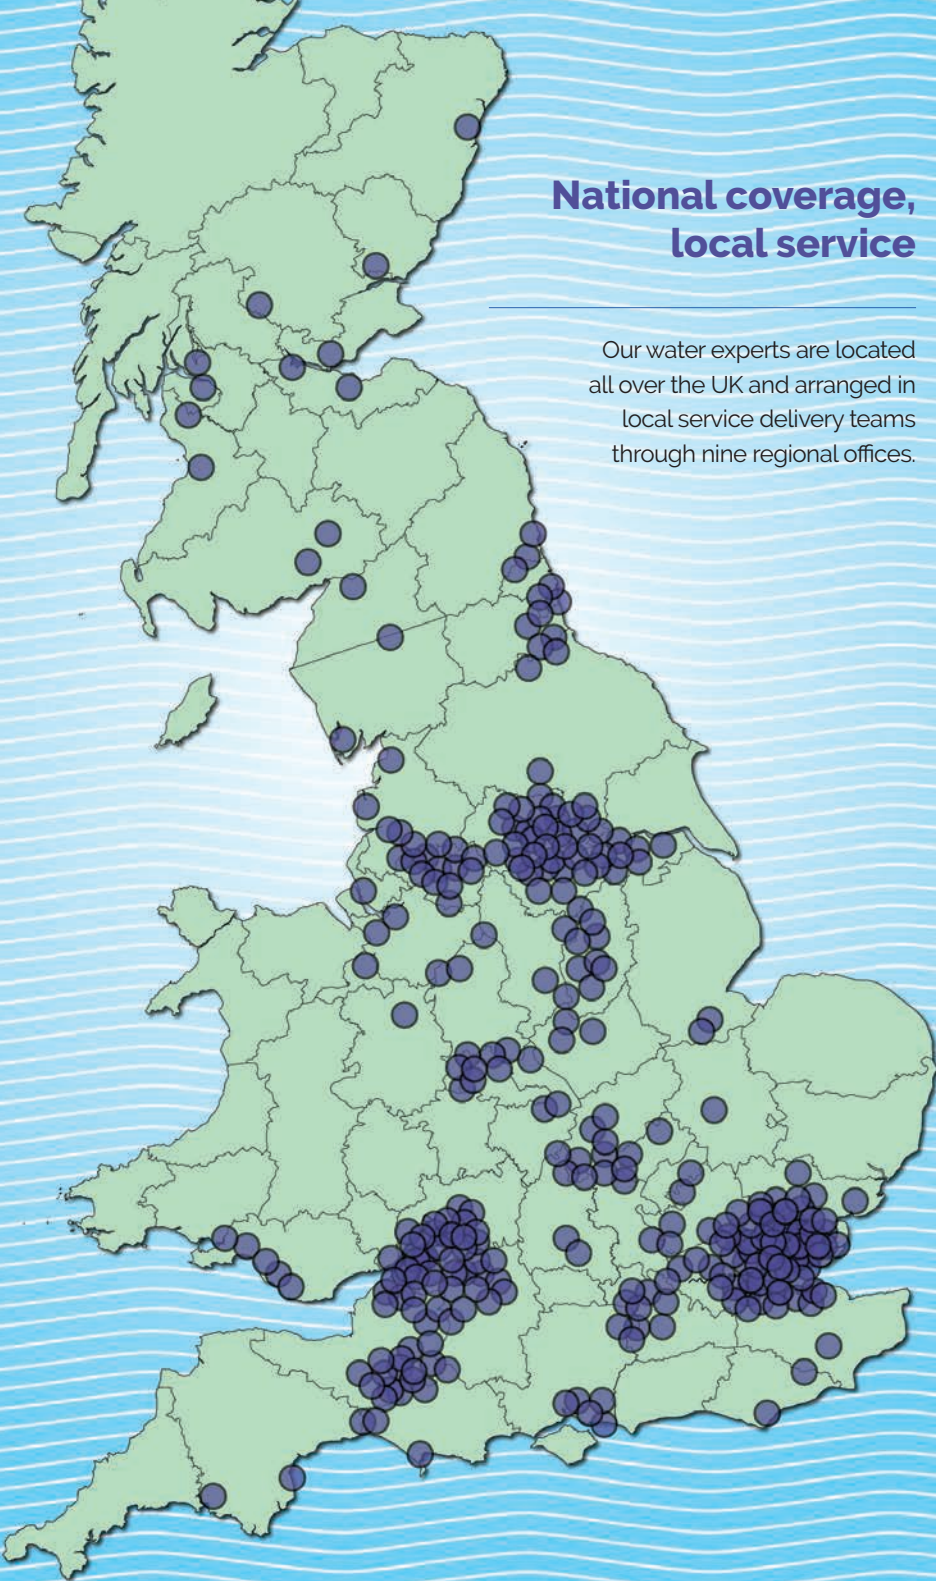 National coverage,
local service
Our water experts are located
all over the UK and arranged in
local service delivery teams
through nine regional offices.